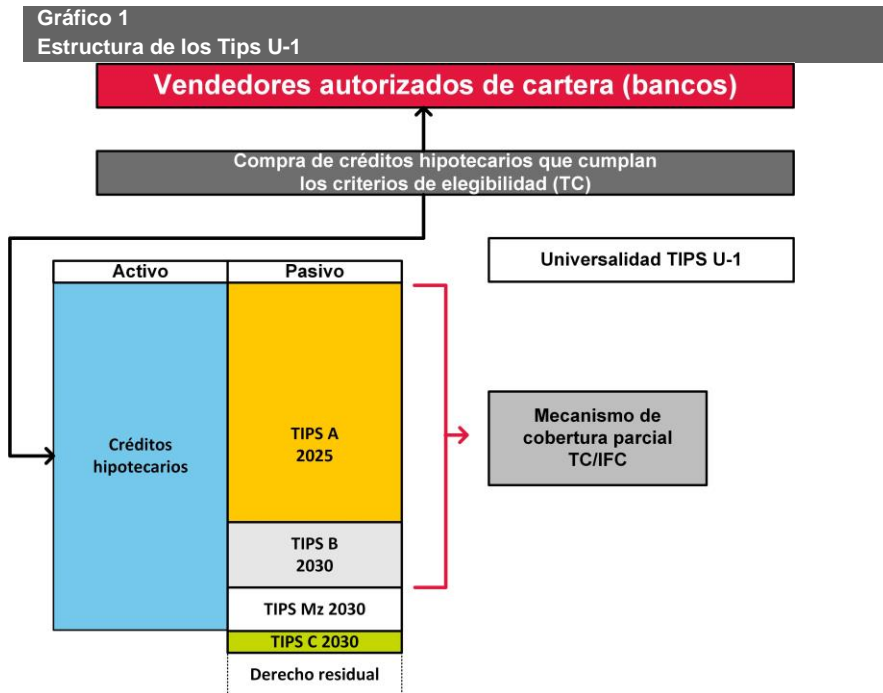 Gráfico 1
Estructura de los Tips U-1
Vendedores autorizados de cartera (bancos)
Compra de créditos hipotecarios que cumplan
los criterios de elegibilidad (TC)
Universalidad TIPS U-1
Activo
Pasivo
Créditos
hipotecarios
TIPS A
2025
TIPS B
2030
TIPS Mz 2030
TIPS C 2030
Derecho residual
Mecanismo de
cobertura parcial
TC/IFC